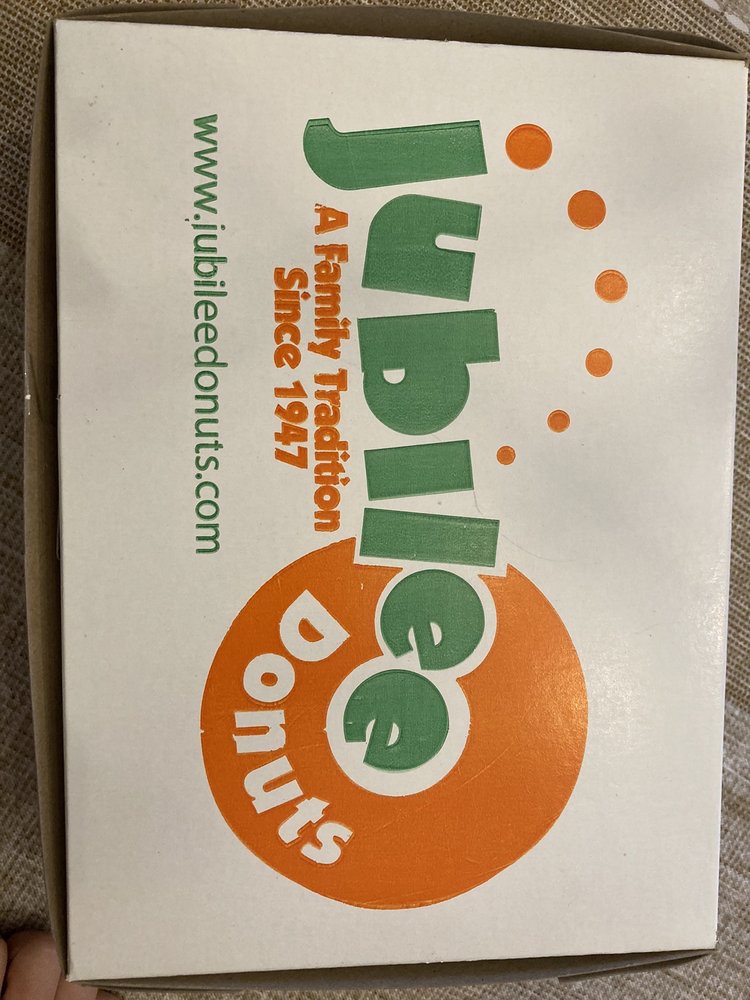 jubilee
Donuts
A Family Tradition
Since 1947
www.jubileedonuts.com